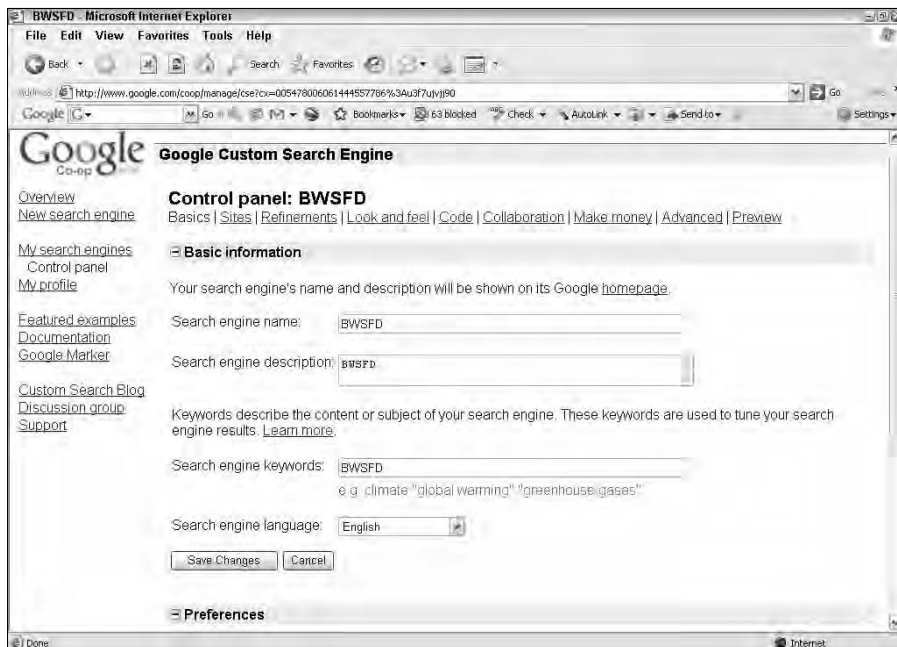 BWSFD - Microsoft Internet Explorer
File Edit View Favorites Tools Help
Back Search Favorites
Address http://www.google.com/coop/manage/cse?cx=005478006061444557786%3Au3f7ujvjj90 Go
Google Go Bookmarks 63 blocked Check AutoLink Send to Settings
Google
Co-op
Google Custom Search Engine
Overview
New search engine
My search engines
Control panel
My profile
Featured examples
Documentation
Google Marker
Custom Search Blog
Discussion group
Support
Control panel: BWSFD
Basics | Sites | Refinements | Look and feel | Code | Collaboration | Make money | Advanced | Preview
Basic information
Your search engine's name and description will be shown on its Google homepage.
Search engine name: BWSFD
Search engine description: BWSFD
Keywords describe the content or subject of your search engine. These keywords are used to tune your search
engine results. Learn more.
Search engine keywords: BWSFD
e.g. climate "global warming" "greenhouse gases"
Search engine language: English
Save Changes Cancel
Preferences
Done Internet